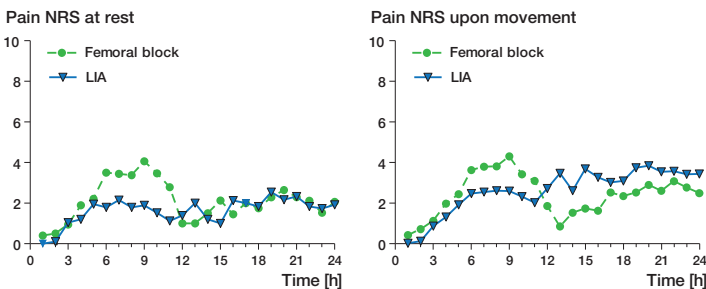 Pain NRS at rest
10
8
6
4
2
0
Femoral block
LIA
0 3 6 9 12 15 18 21 24
Time [h]
Pain NRS upon movement
10
8
6
4
2
0
Femoral block
LIA
0 3 6 9 12 15 18 21 24
Time [h]